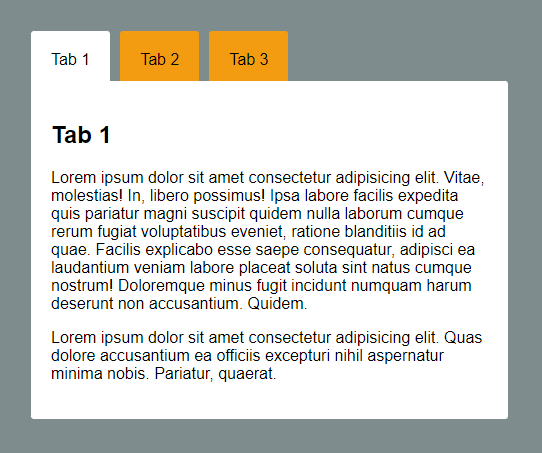 Tab 1 Tab 2 Tab 3
Tab 1
Lorem ipsum dolor sit amet consectetur adipisicing elit. Vitae,
molestias! In, libero possimus! Ipsa labore facilis expedita
quis pariatur magni suscipit quidem nulla laborum cumque
rerum fugiat voluptatibus eveniet, ratione blanditiis id ad
quae. Facilis explicabo esse saepe consequatur, adipisci ea
laudantium veniam labore placeat soluta sint natus cumque
nostrum! Doloremque minus fugit incidunt numquam harum
deserunt non accusantium. Quidem.
Lorem ipsum dolor sit amet consectetur adipisicing elit. Quas
dolore accusantium ea officiis excepturi nihil aspernatur
minima nobis. Pariatur, quaerat.